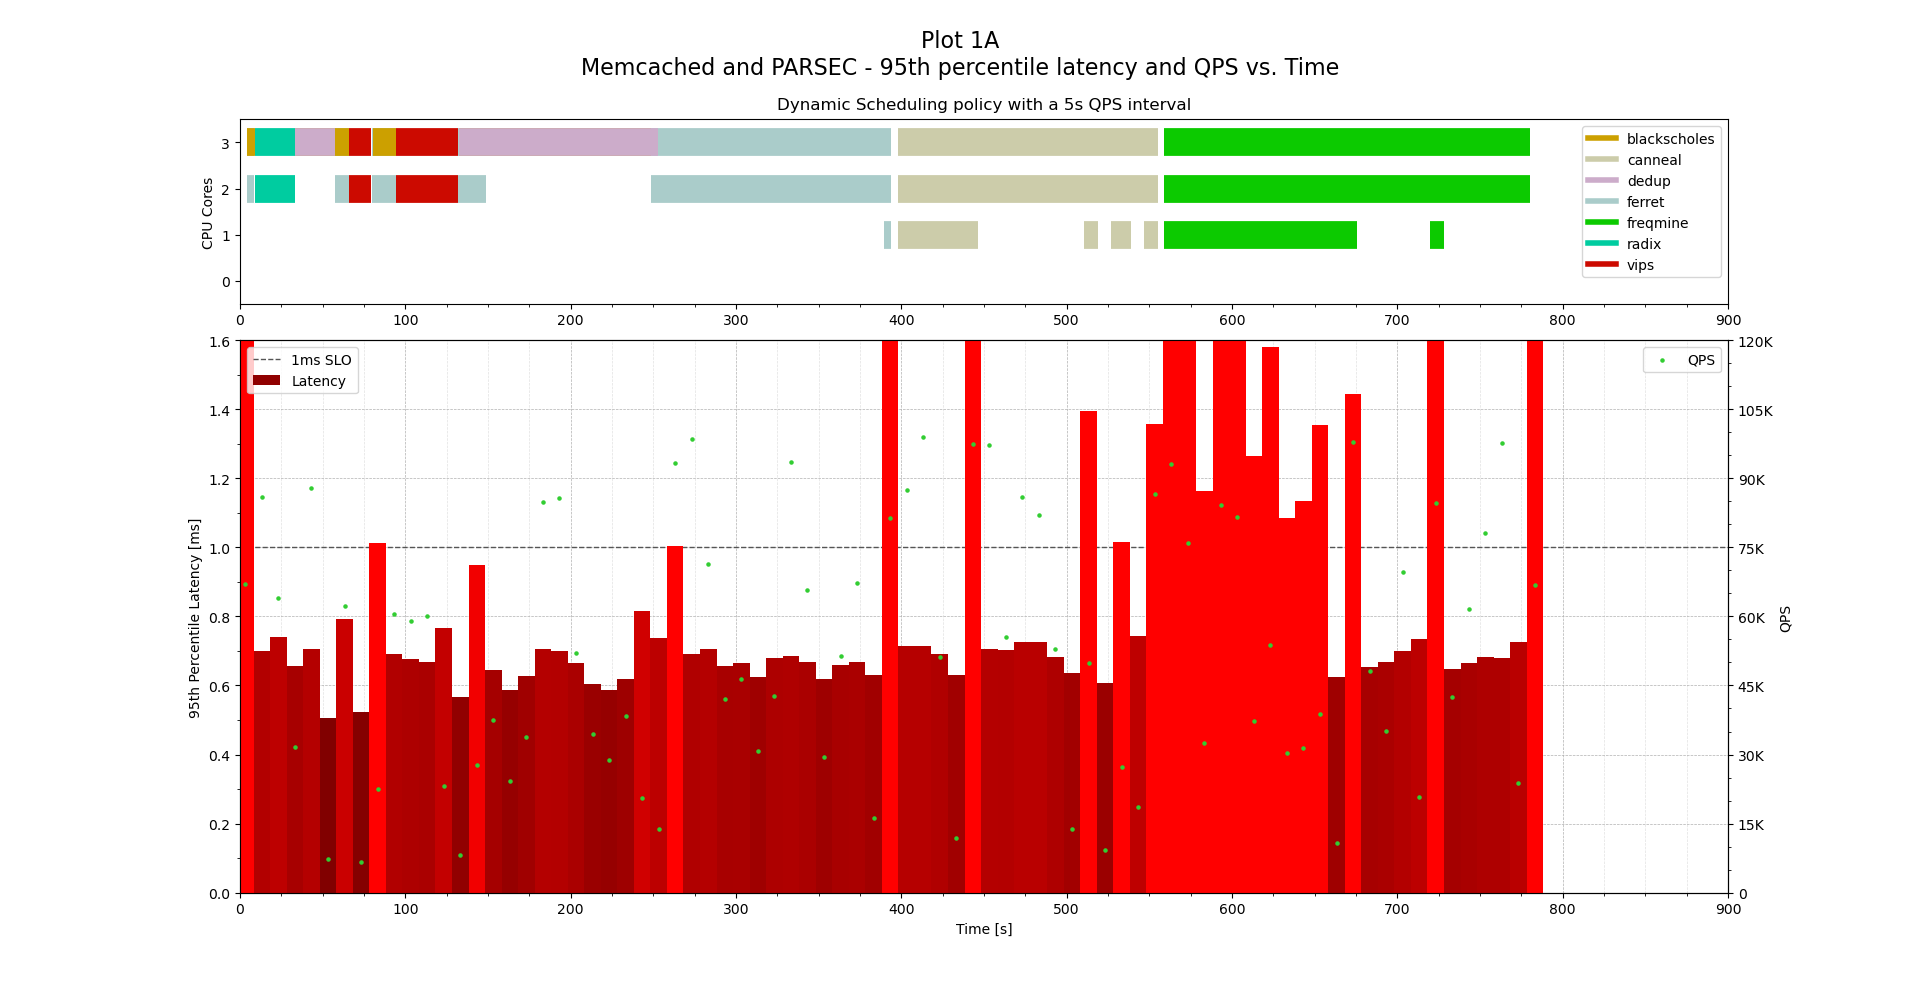 Plot 1A
Memcached and PARSEC - 95th percentile latency and QPS vs. Time
Dynamic Scheduling policy with a 5s QPS interval
CPU Cores
3
2
1
0
blackscholes
canneal
dedup
ferret
freqmine
radix
vips
0 100 200 300 400 500 600 700 800 900
95th Percentile Latency [ms]
1.6
1.4
1.2
1.0
0.8
0.6
0.4
0.2
0.0
1ms SLO
Latency
QPS
120K
105K
90K
75K
60K
45K
30K
15K
0
QPS
0 100 200 300 400 500 600 700 800 900
Time [s]